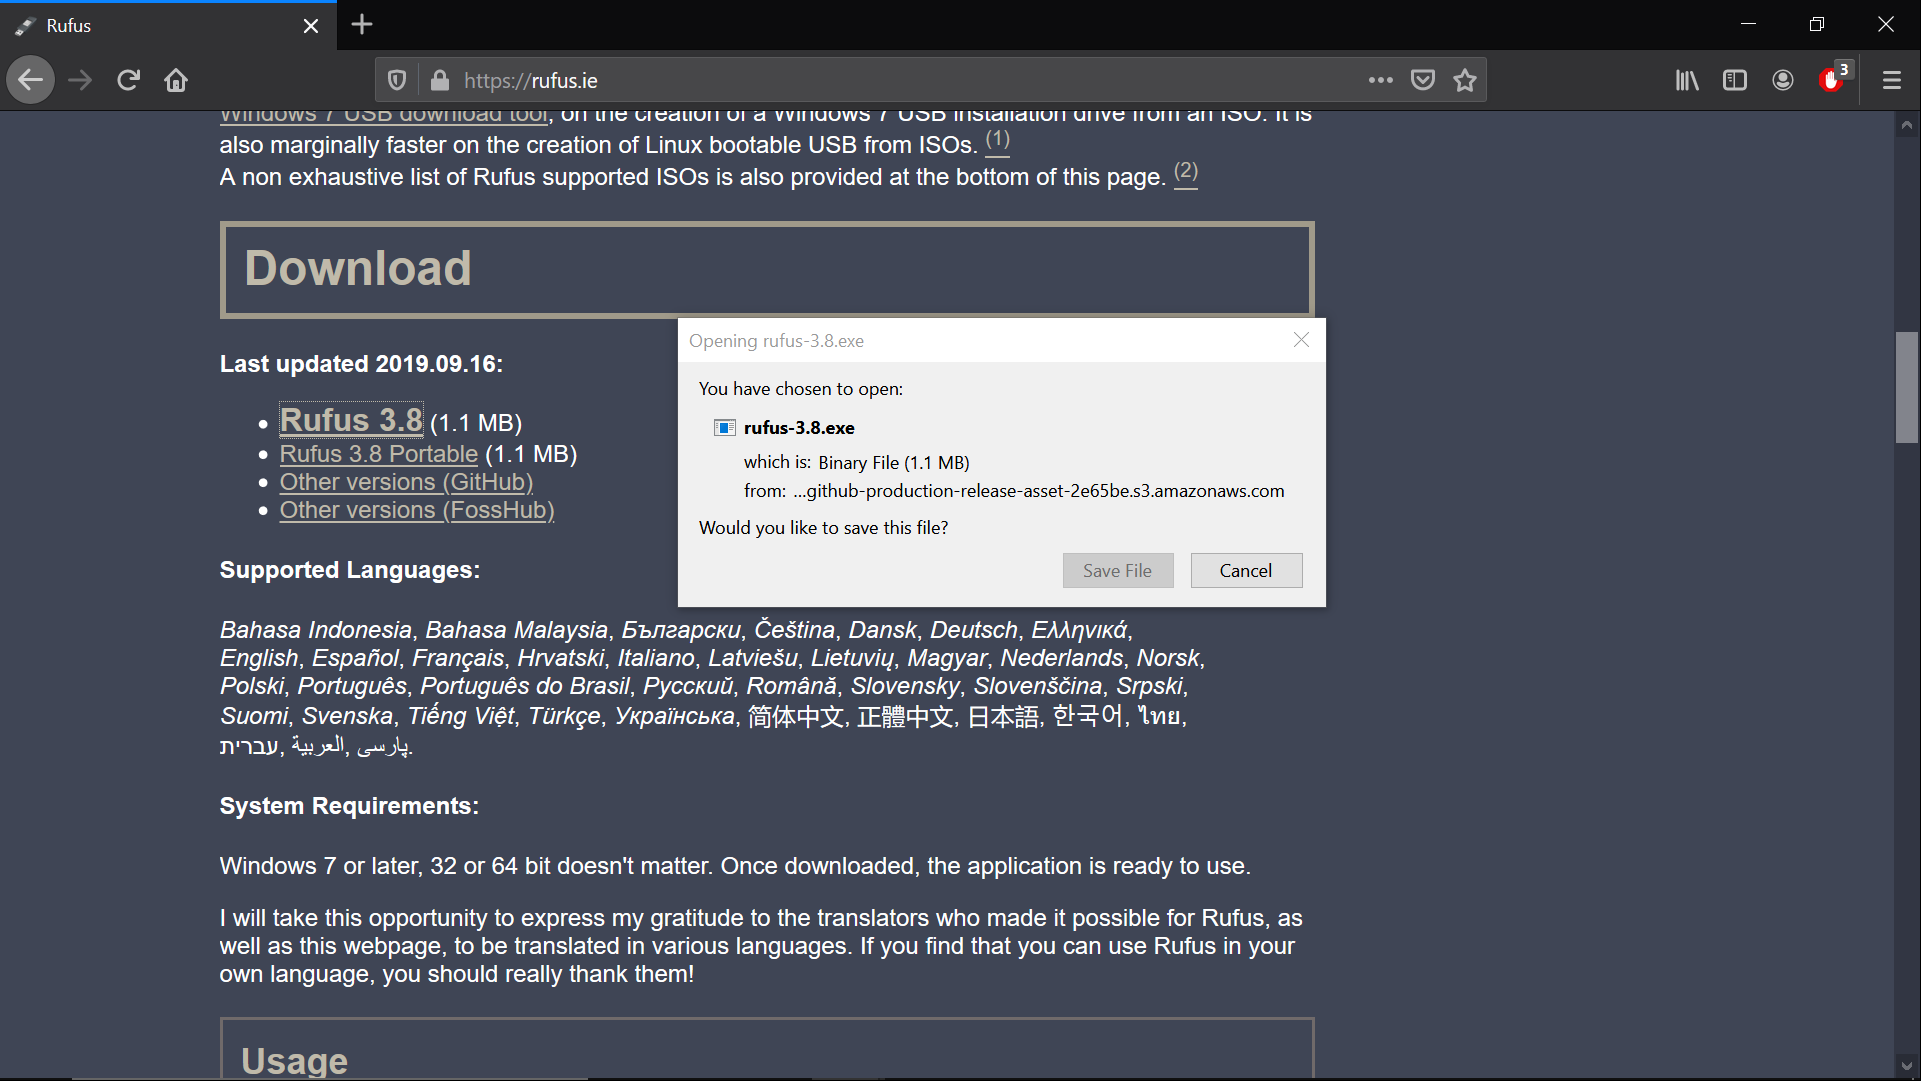 Rufus
https://rufus.ie
3
Windows 7 USB download tool, on the creation of a Windows 7 USB installation drive from an ISO. It is
also marginally faster on the creation of Linux bootable USB from ISOs. (1)
A non exhaustive list of Rufus supported ISOs is also provided at the bottom of this page. (2)
Download
Last updated 2019.09.16:
Rufus 3.8 (1.1 MB)
Rufus 3.8 Portable (1.1 MB)
Other versions (GitHub)
Other versions (FossHub)
Opening rufus-3.8.exe
You have chosen to open:
rufus-3.8.exe
which is: Binary File (1.1 MB)
from: ...github-production-release-asset-2e65be.s3.amazonaws.com
Would you like to save this file?
Save File
Cancel
Supported Languages:
Bahasa Indonesia, Bahasa Malaysia, Български, Čeština, Dansk, Deutsch, Ελληνικά,
English, Español, Français, Hrvatski, Italiano, Latviešu, Lietuvių, Magyar, Nederlands, Norsk,
Polski, Português, Português do Brasil, Русский, Română, Slovensky, Slovenščina, Srpski,
Suomi, Svenska, Tiếng Việt, Türkçe, Українська, 简体中文, 正體中文, 日本語, 한국어, ไทย,
עברית, العربية, پارسی.
System Requirements:
Windows 7 or later, 32 or 64 bit doesn't matter. Once downloaded, the application is ready to use.
I will take this opportunity to express my gratitude to the translators who made it possible for Rufus, as
well as this webpage, to be translated in various languages. If you find that you can use Rufus in your
own language, you should really thank them!
Usage